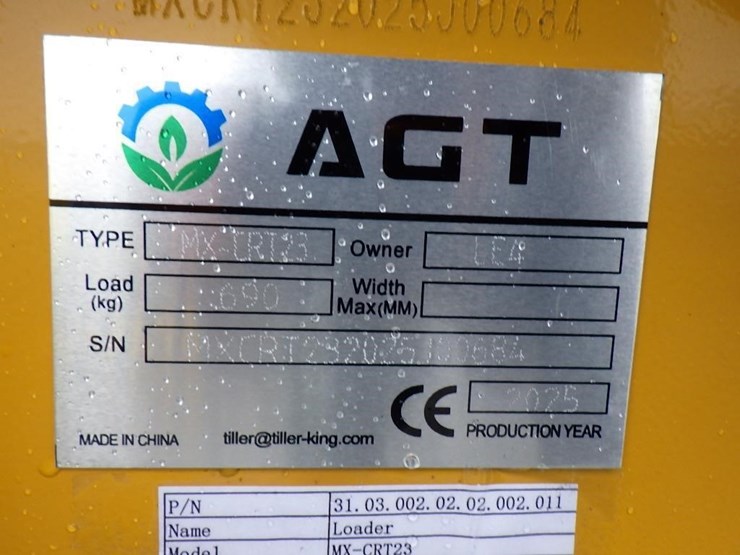 MXCRT232025J00684
AGT
TYPE MX-CRT23 Owner LE4
Load (kg) 690 Width Max(MM)
S/N MXCRT232025J00684
CE 2025
MADE IN CHINA tiller@tiller-king.com PRODUCTION YEAR
P/N 31.03.002.02.02.002.011
Name Loader
Model MX-CRT23